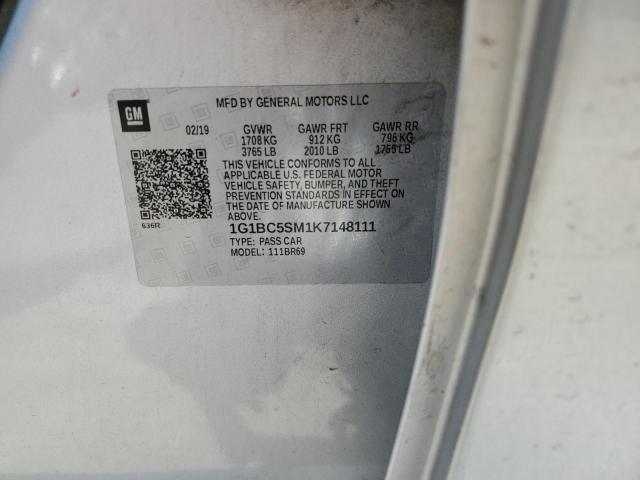 GM
MFD BY GENERAL MOTORS LLC
02/19 GVWR GAWR FRT GAWR RR
1708 KG 912 KG 796 KG
3765 LB 2010 LB 1755 LB
THIS VEHICLE CONFORMS TO ALL
APPLICABLE U.S. FEDERAL MOTOR
VEHICLE SAFETY, BUMPER, AND THEFT
PREVENTION STANDARDS IN EFFECT ON
THE DATE OF MANUFACTURE SHOWN ABOVE.
636R
1G1BC5SM1K7148111
TYPE: PASS CAR
MODEL: 111BR69